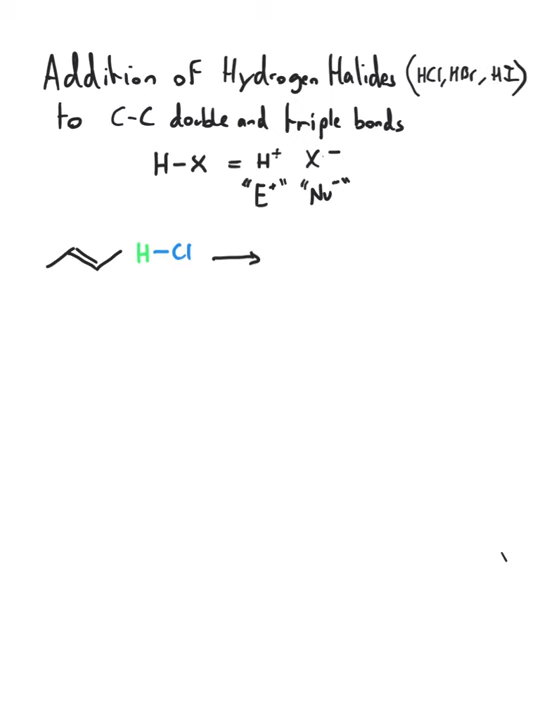 Addition of Hydrogen Halides (HCl, HBr, HI)
to C-C double and triple bonds
H-X = H⁺ X⁻
"E⁺" "Nu⁻"
H-Cl →